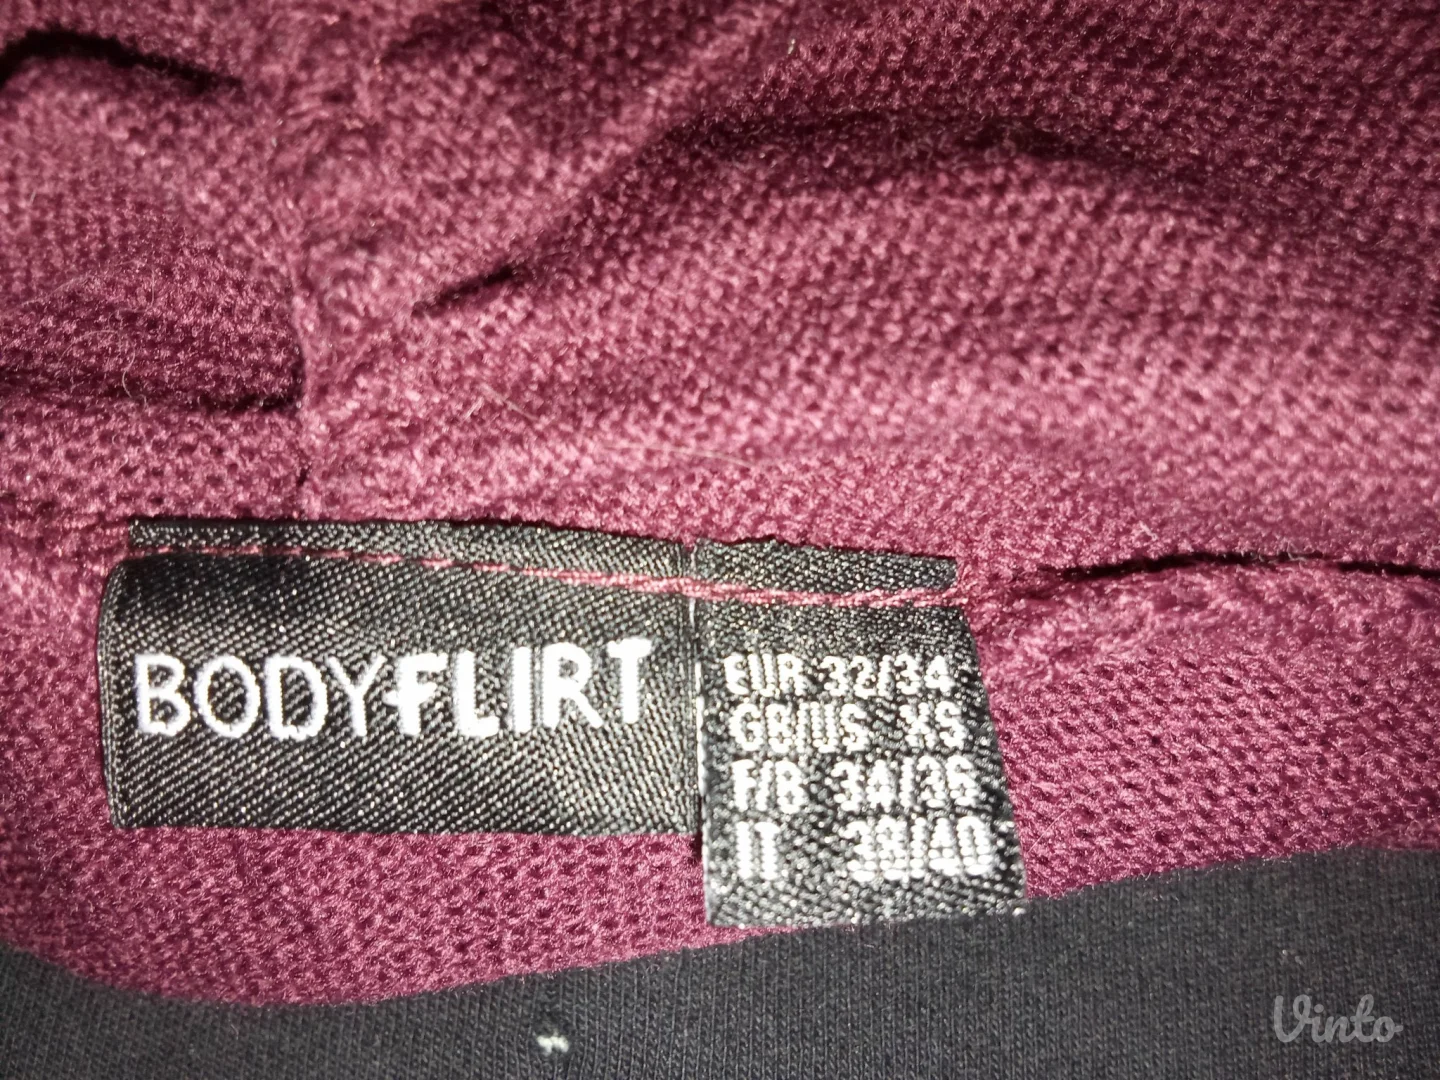 BODYFLIRT
EUR 32/34
GB/US XS
F/B 34/36
IT 38/40
Vinto